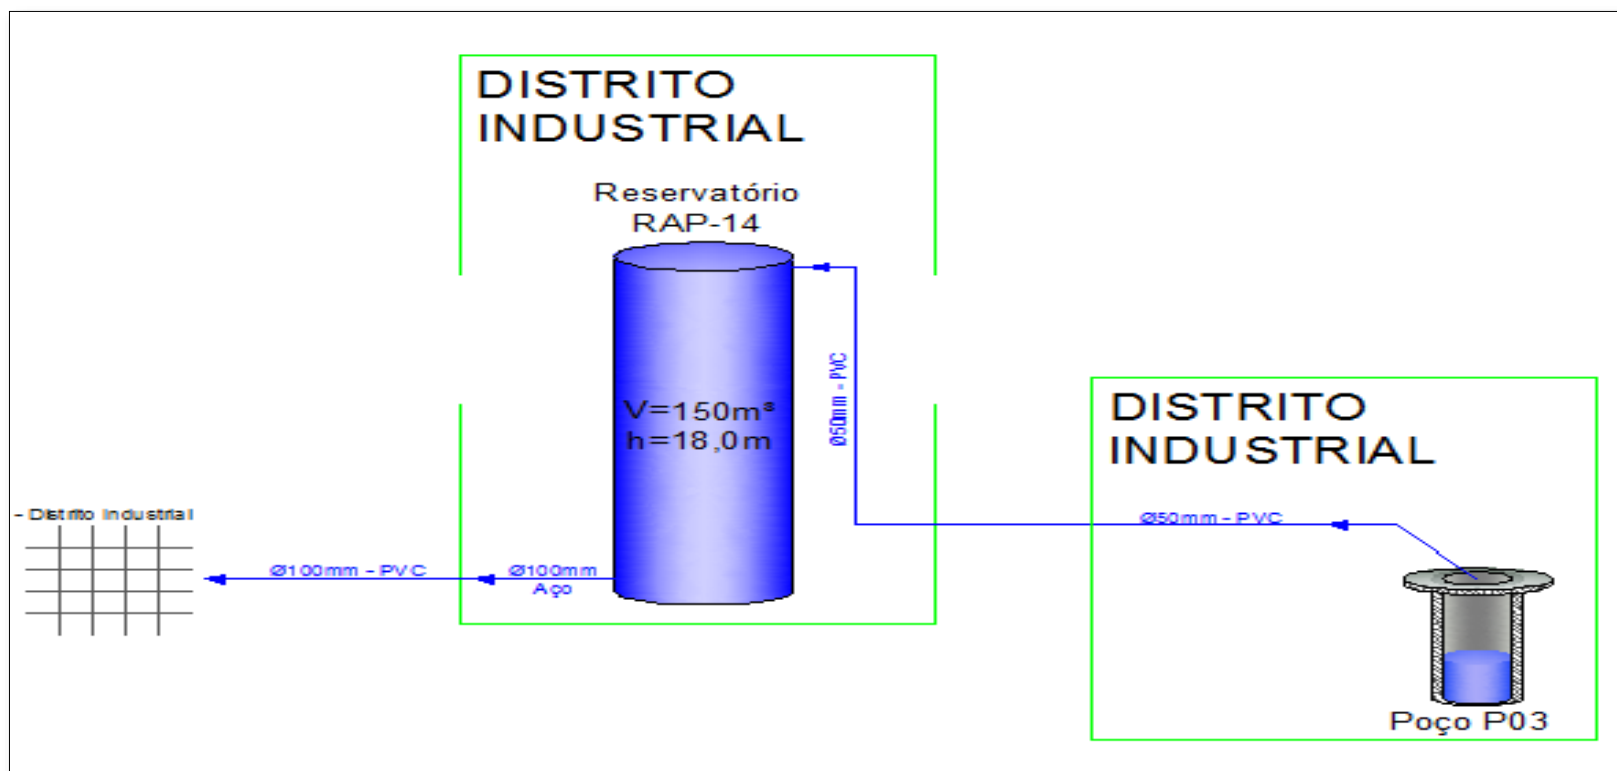 DISTRITO
INDUSTRIAL
Reservatório
RAP-14
V=150m³
h=18,0m
Ø50mm - PVC
DISTRITO
INDUSTRIAL
Ø50mm - PVC
Poço P03
- Distrito Industrial
Ø100mm - PVC
Ø100mm
Aço